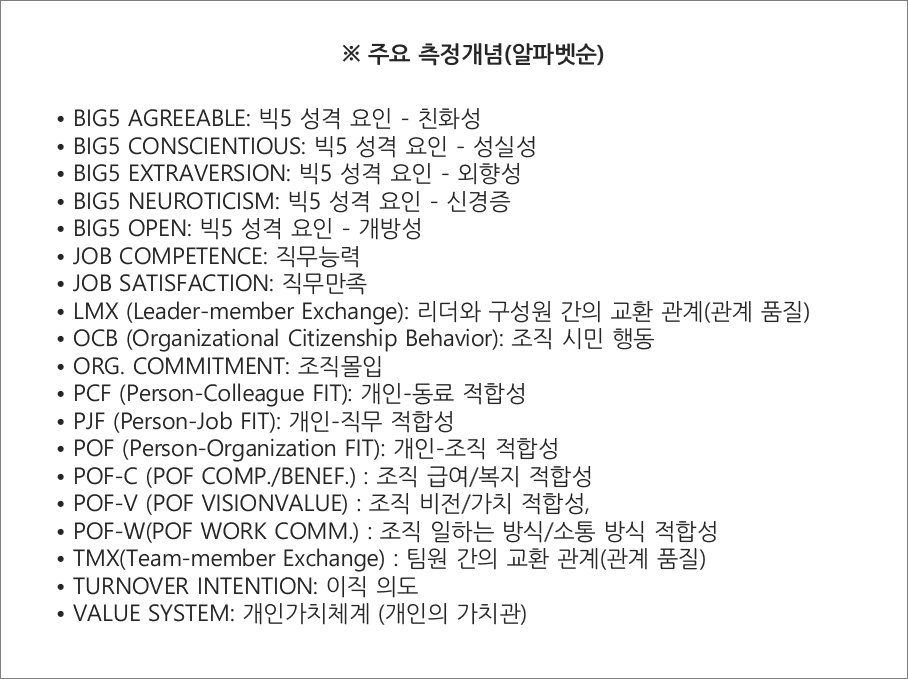 ※ 주요 측정개념(알파벳순)
• BIG5 AGREEABLE: 빅5 성격 요인 - 친화성
• BIG5 CONSCIENTIOUS: 빅5 성격 요인 - 성실성
• BIG5 EXTRAVERSION: 빅5 성격 요인 - 외향성
• BIG5 NEUROTICISM: 빅5 성격 요인 - 신경증
• BIG5 OPEN: 빅5 성격 요인 - 개방성
• JOB COMPETENCE: 직무능력
• JOB SATISFACTION: 직무만족
• LMX (Leader-member Exchange): 리더와 구성원 간의 교환 관계(관계 품질)
• OCB (Organizational Citizenship Behavior): 조직 시민 행동
• ORG. COMMITMENT: 조직몰입
• PCF (Person-Colleague FIT): 개인-동료 적합성
• PJF (Person-Job FIT): 개인-직무 적합성
• POF (Person-Organization FIT): 개인-조직 적합성
• POF-C (POF COMP./BENEF.) : 조직 급여/복지 적합성
• POF-V (POF VISIONVALUE) : 조직 비전/가치 적합성,
• POF-W(POF WORK COMM.) : 조직 일하는 방식/소통 방식 적합성
• TMX(Team-member Exchange) : 팀원 간의 교환 관계(관계 품질)
• TURNOVER INTENTION: 이직 의도
• VALUE SYSTEM: 개인가치체계 (개인의 가치관)